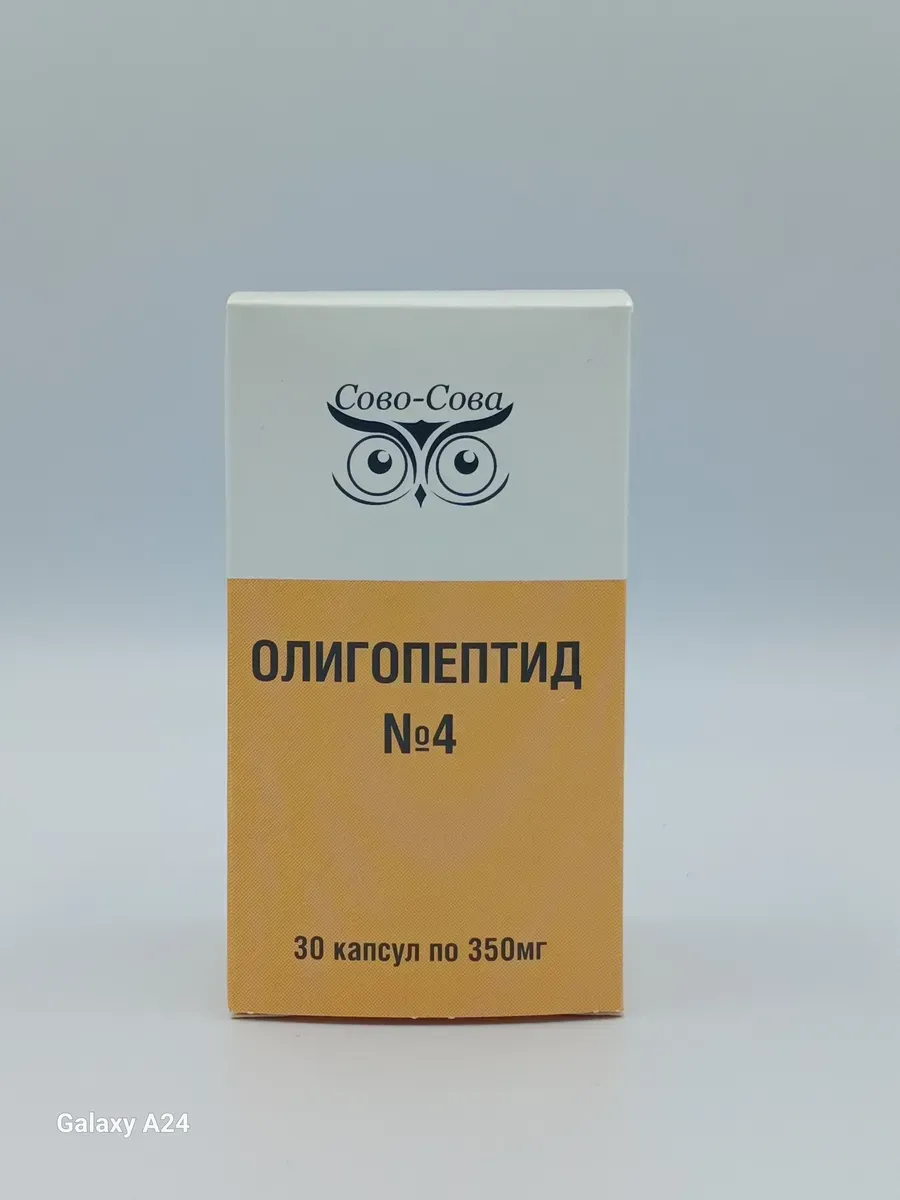 Сово-Сова
ОЛИГОПЕПТИД
№4
30 капсул по 350мг
Galaxy A24